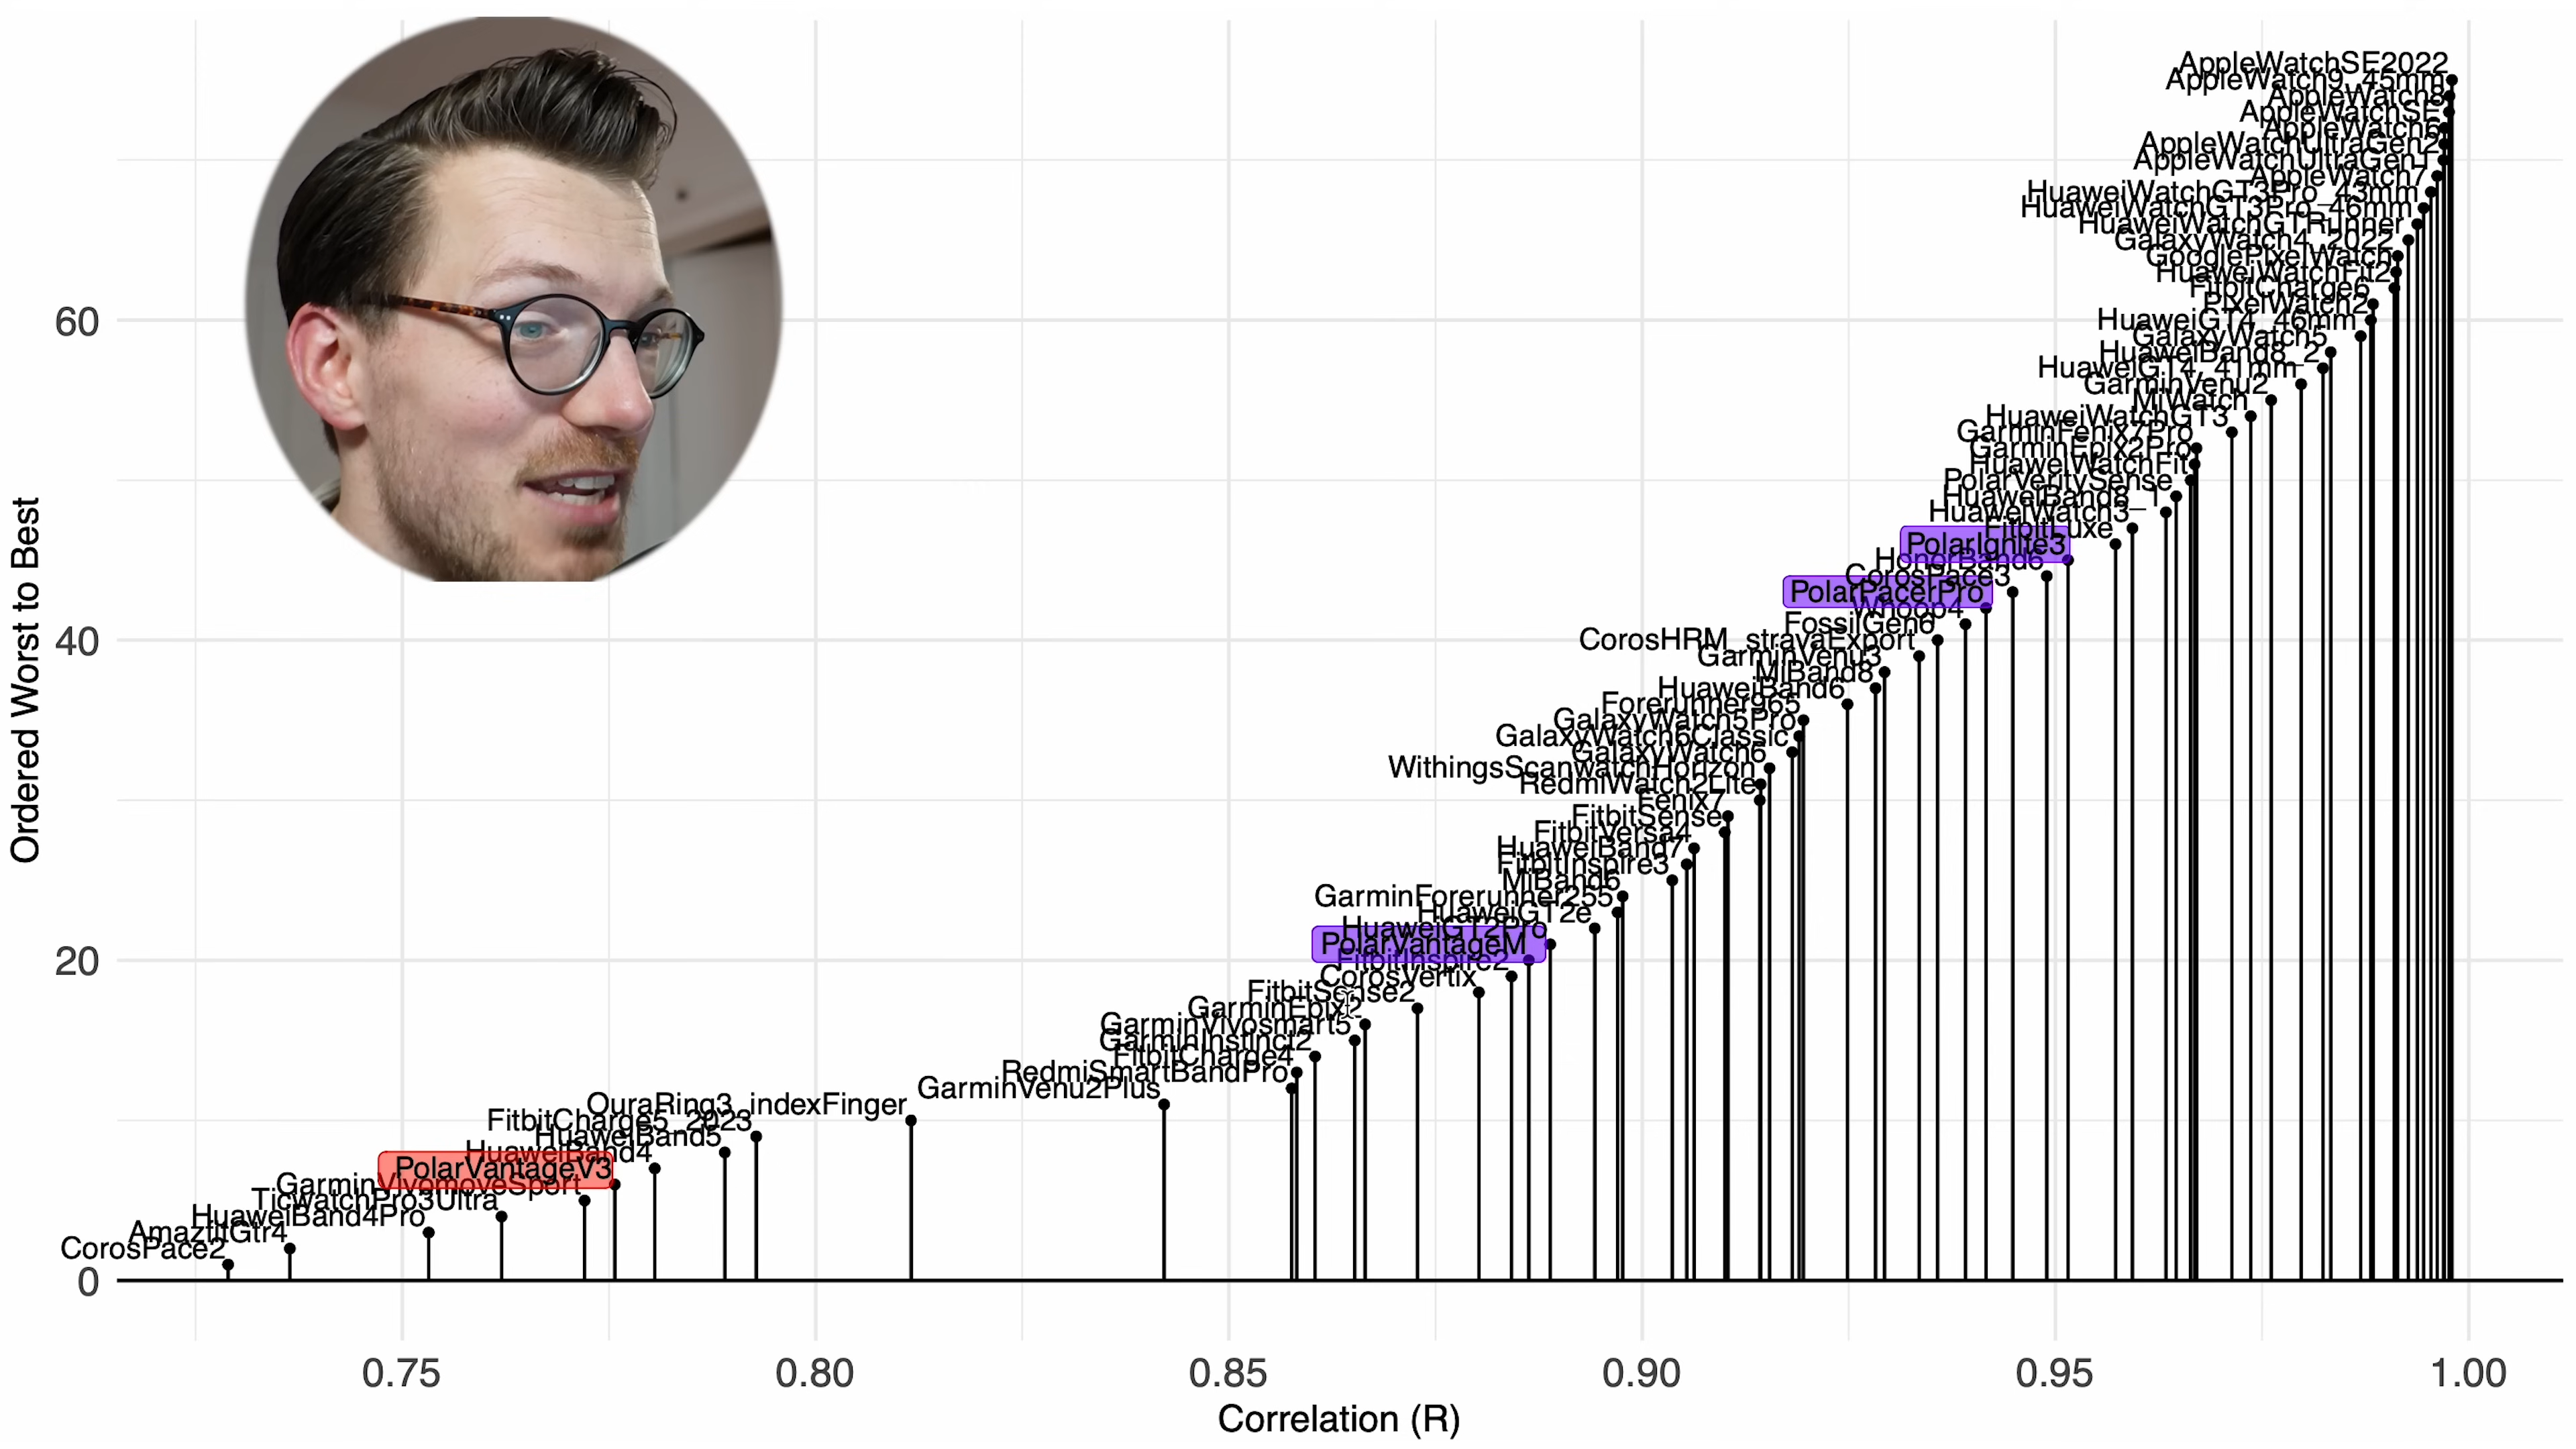 AppleWatchSE2022
AppleWatch9_45mm
AppleWatch8
AppleWatchSE
AppleWatch6
AppleWatchUltraGen2
AppleWatchUltraGen1
AppleWatch7
HuaweiWatchGT3Pro_43mm
HuaweiWatchGT3Pro_46mm
HuaweiWatchGTRunner
GalaxyWatch4_2022
GooglePixelWatch
HuaweiWatchFit2
FitbitCharge6
PixelWatch2
60
HuaweiGT4_46mm
GalaxyWatch5
HuaweiBand8_2
HuaweiGT4_41mm
GarminVenu2
MiWatch
HuaweiWatchGT3
GarminFenix7Pro
GarminEpix2Pro
HuaweiWatchFit
PolarVeritySense
HuaweiBand8_1
HuaweiWatch3
FitbitLuxe
PolarIgnite3
HonorBand6
CorosPace3
PolarPacerPro
Whoop4
FossilGen6
40
CorosHRM_stravaExport
GarminVenu3
MiBand8
HuaweiBand6
Forerunner965
GalaxyWatch5Pro
GalaxyWatch6Classic
GalaxyWatch6
WithingsScanwatchHorizon
RedmiWatch2Lite
Fenix7
FitbitSense
FitbitVersa4
HuaweiBand7
FitbitInspire3
MiBand6
GarminForerunner255
HuaweiGT2e
HuaweiGT2Pro
PolarVantageM
20
FitbitInspire2
CorosVertix
FitbitSense2
GarminEpix2
GarminVivosmart5
GarminInstinct2
FitbitCharge4
RedmiSmartBandPro
GarminVenu2Plus
OuraRing3_indexFinger
FitbitCharge5_2023
HuaweiBand5
HuaweiBand4
PolarVantageV3
GarminVivomoveSport
TicwatchPro3Ultra
HuaweiBand4Pro
AmazfitGtr4
CorosPace2
0
Ordered Worst to Best
0.75 0.80 0.85 0.90 0.95 1.00
Correlation (R)